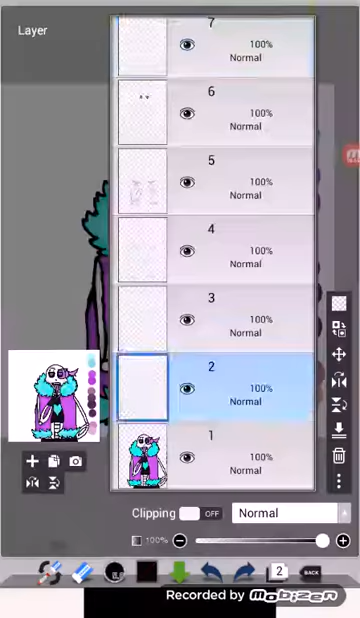 Layer
7
100%
Normal
6
100%
Normal
5
100%
Normal
4
100%
Normal
3
100%
Normal
2
100%
Normal
1
100%
Normal
Clipping OFF Normal
100%
2 BACK
Recorded by Mobizen